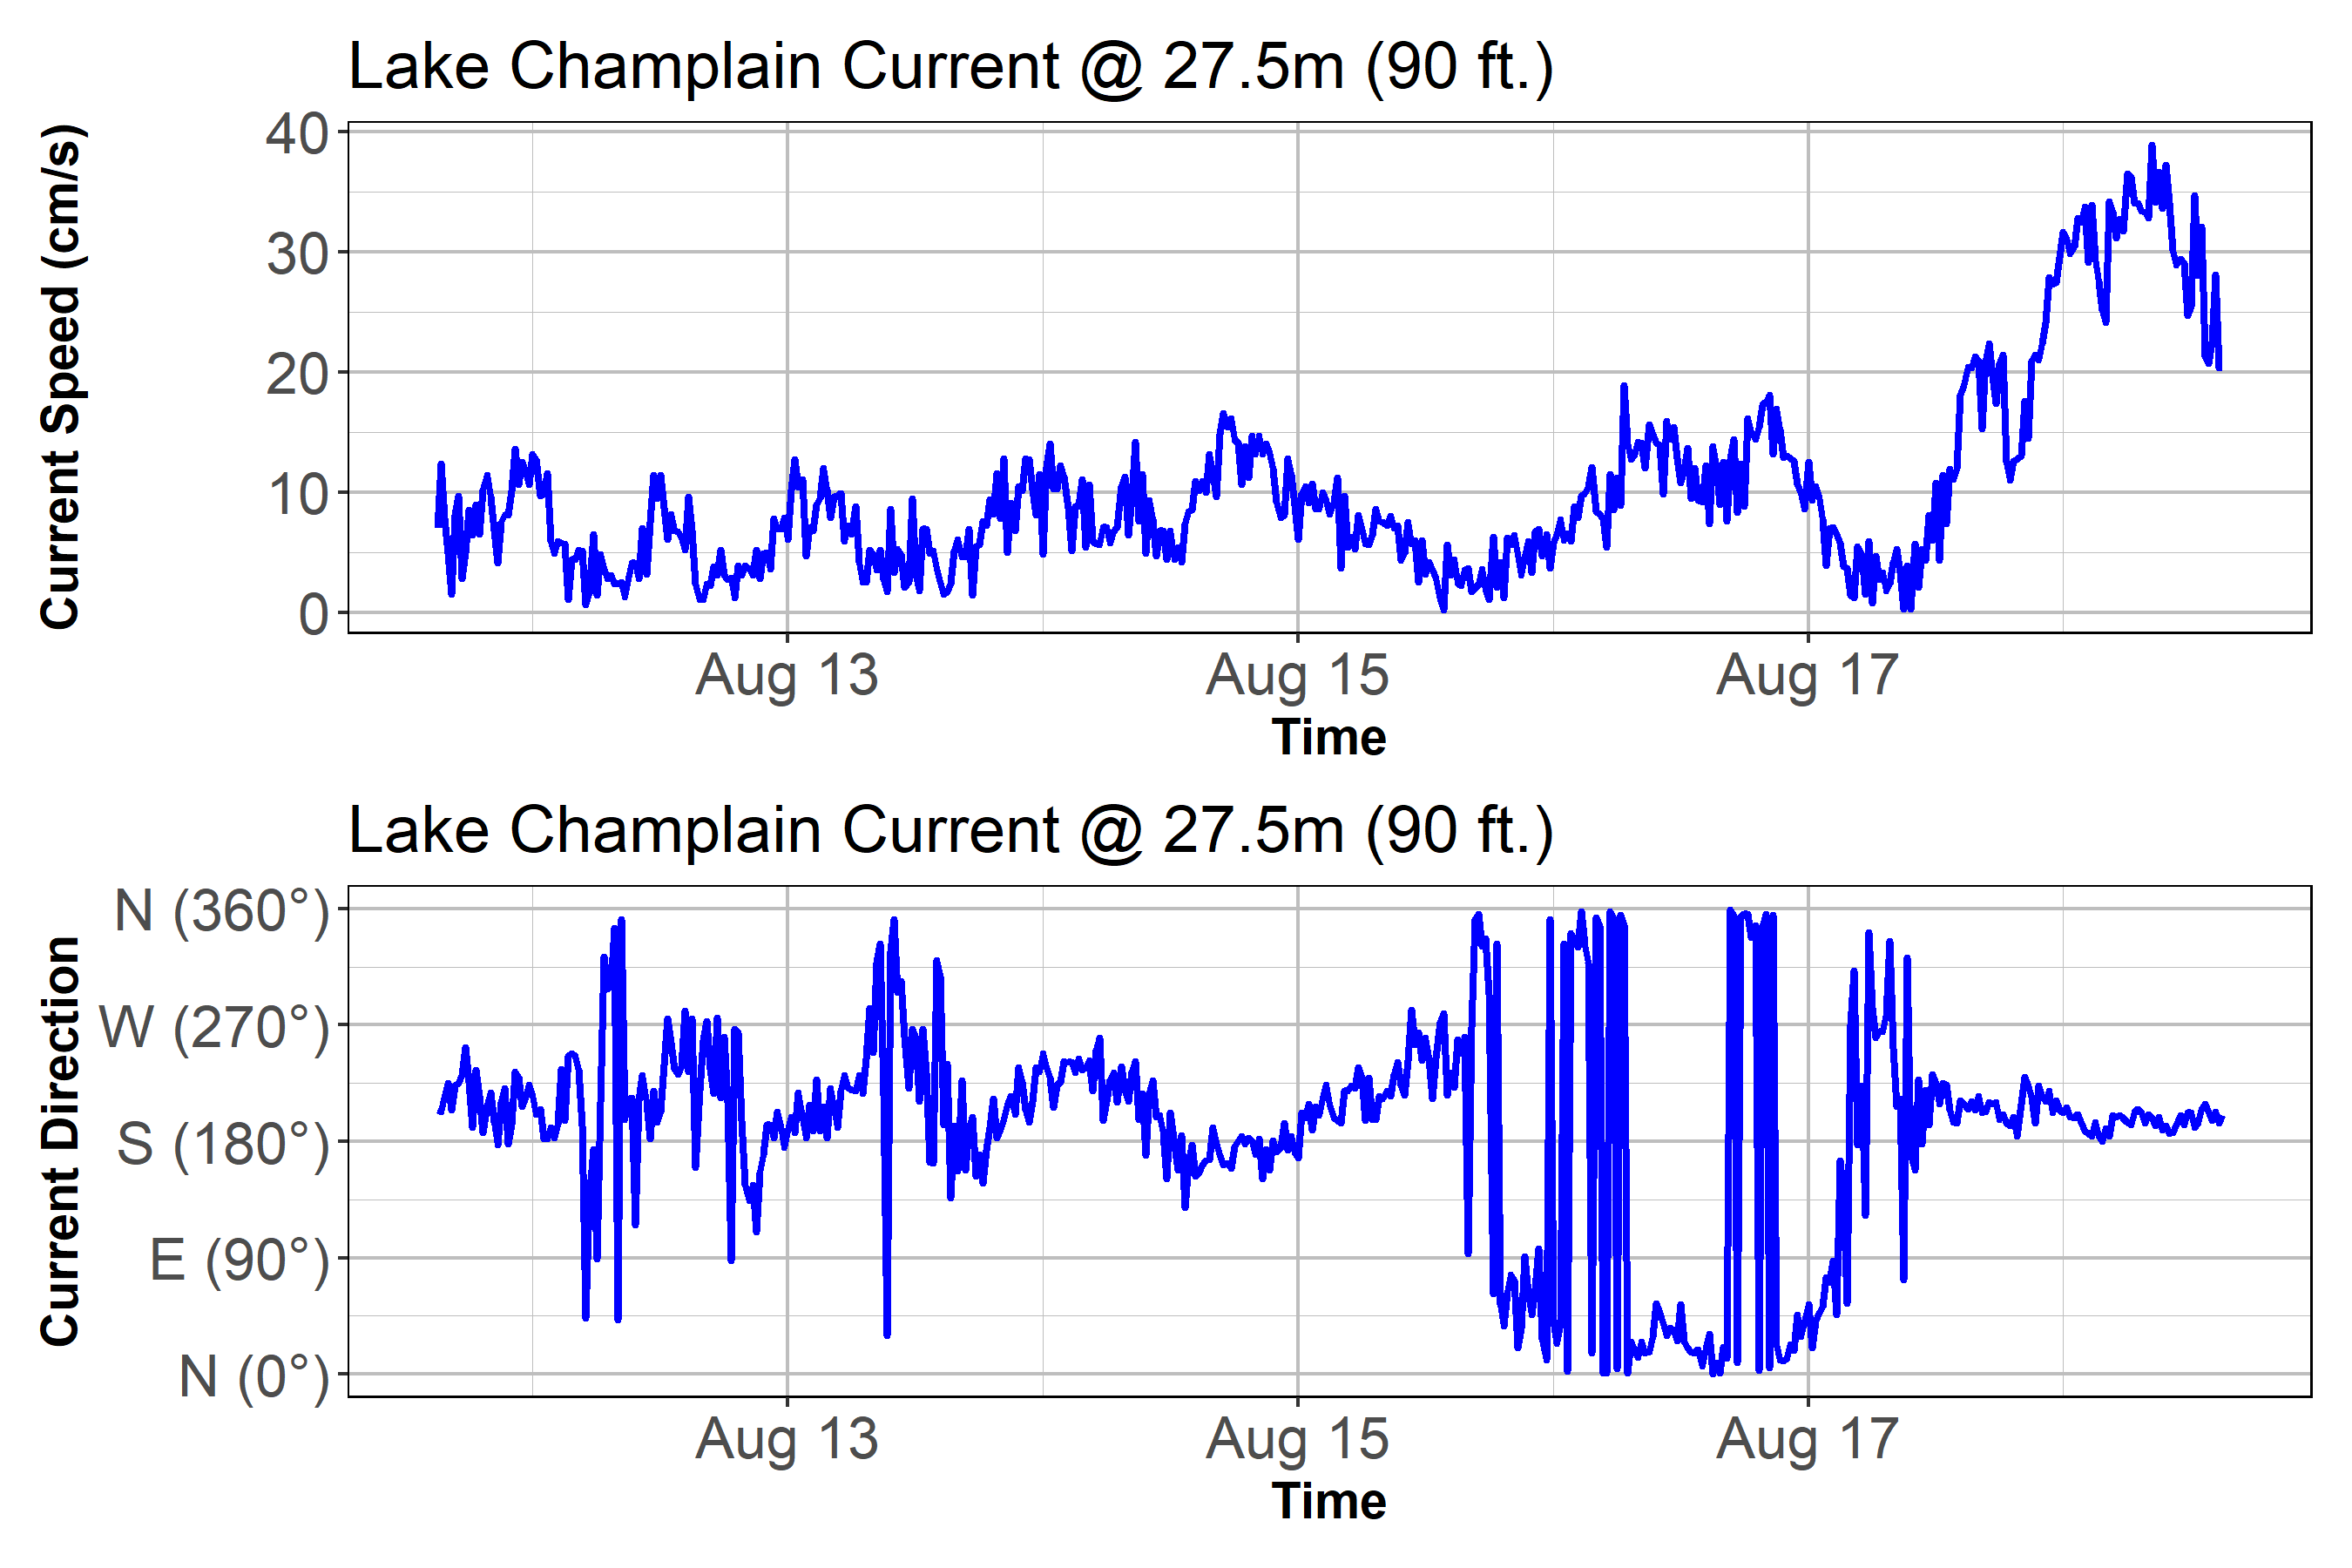 Lake Champlain Current @ 27.5m (90 ft.)
Current Speed (cm/s)
40
30
20
10
0
Aug 13 Aug 15 Aug 17
Time
Lake Champlain Current @ 27.5m (90 ft.)
Current Direction
N (360°)
W (270°)
S (180°)
E (90°)
N (0°)
Aug 13 Aug 15 Aug 17
Time